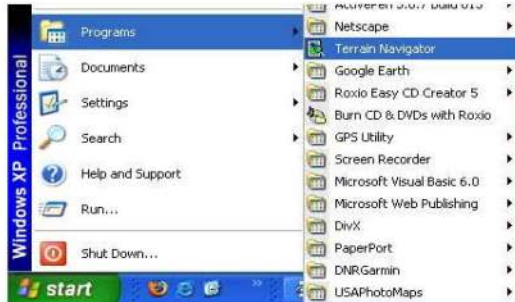 Programs
Documents
Settings
Search
Help and Support
Run...
Shut Down...
Windows XP Professional
start
Netscape
Terrain Navigator
Google Earth
Roxio Easy CD Creator 5
Burn CD & DVDs with Roxio
GPS Utility
Screen Recorder
Microsoft Visual Basic 6.0
Microsoft Web Publishing
DivX
PaperPort
DNRGarmin
USAPhotoMaps